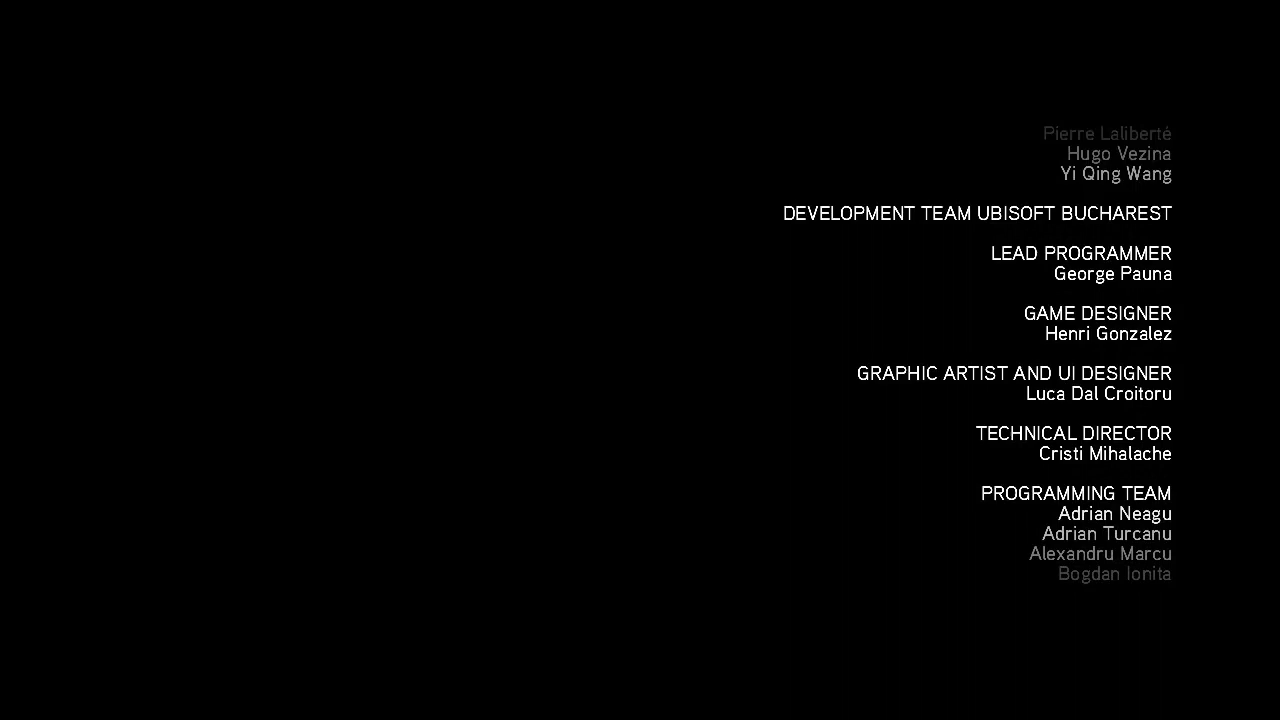 Pierre Laliberté
Hugo Vezina
Yi Qing Wang
DEVELOPMENT TEAM UBISOFT BUCHAREST
LEAD PROGRAMMER
George Pauna
GAME DESIGNER
Henri Gonzalez
GRAPHIC ARTIST AND UI DESIGNER
Luca Dal Croitoru
TECHNICAL DIRECTOR
Cristi Mihalache
PROGRAMMING TEAM
Adrian Neagu
Adrian Turcanu
Alexandru Marcu
Bogdan Ionita